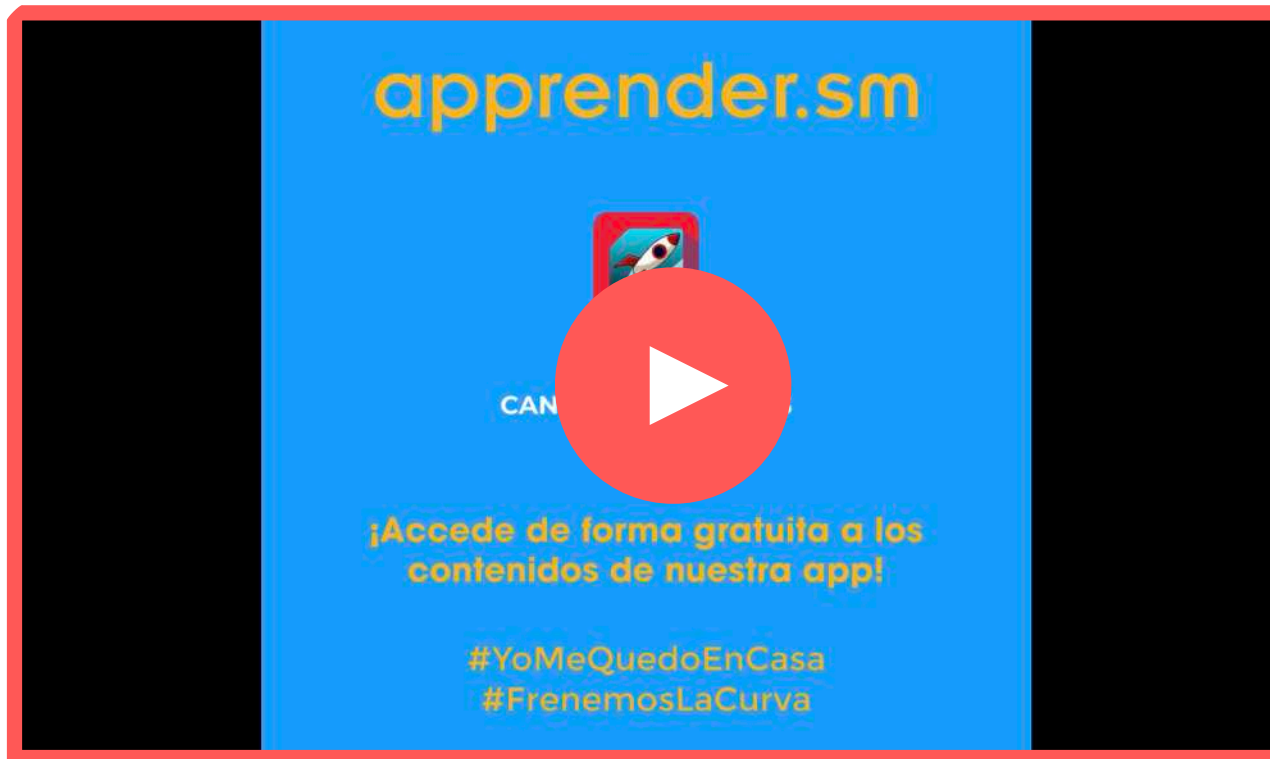 apprender.sm
¡Accede de forma gratuita a los
contenidos de nuestra app!
#YoMeQuedoEnCasa
#FrenemosLaCurva